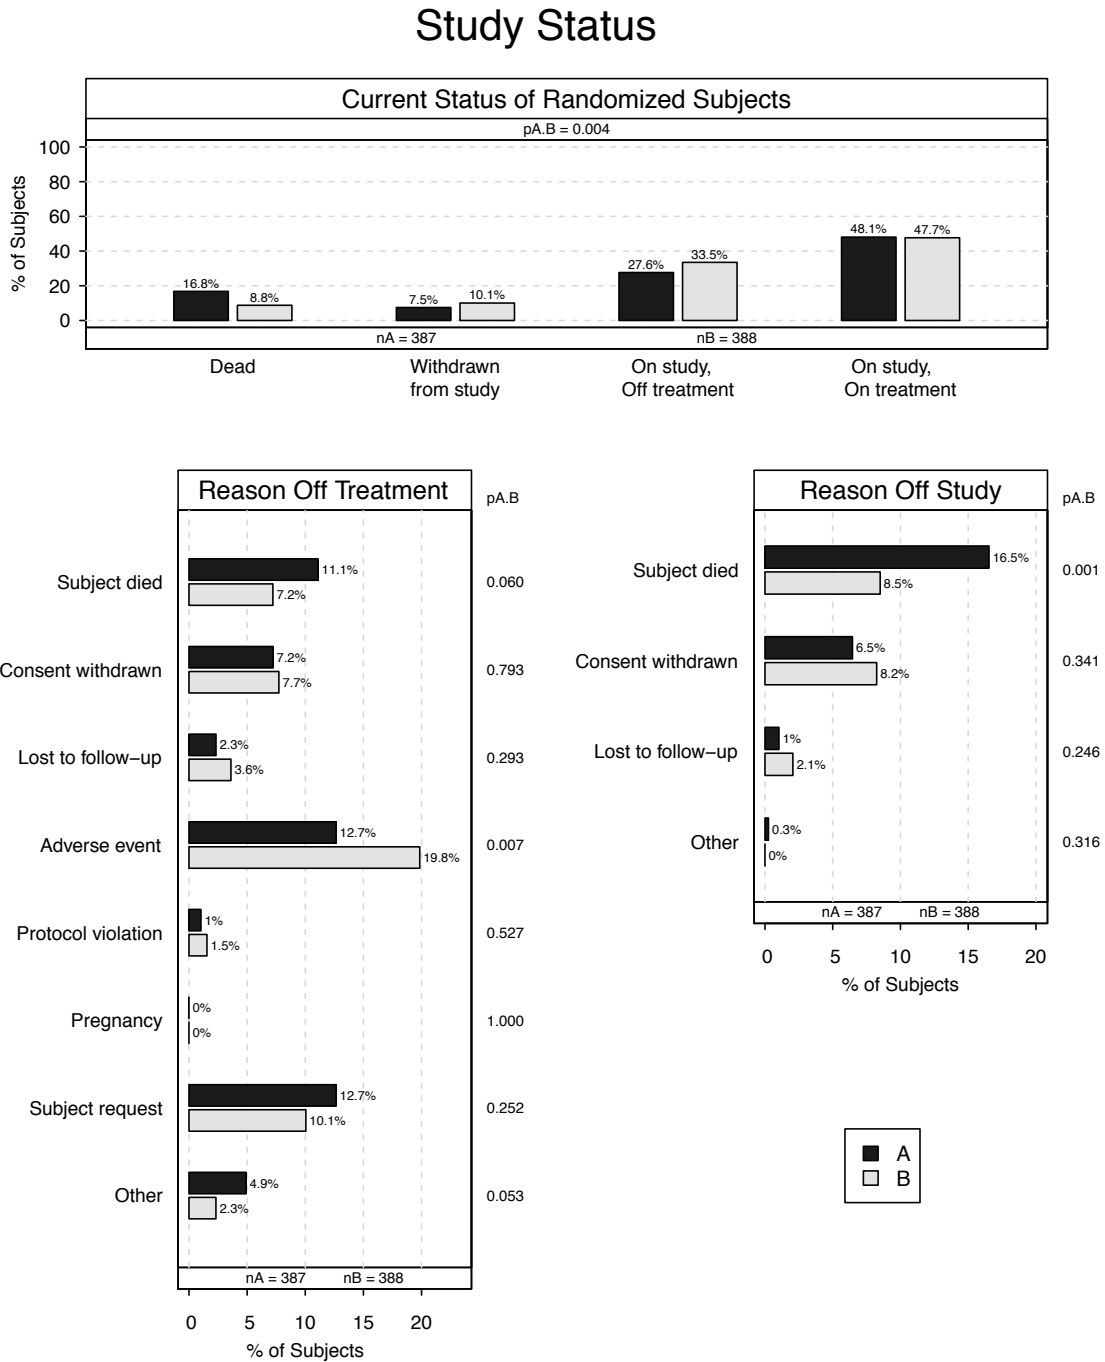 Study Status
Current Status of Randomized Subjects
pA.B = 0.004
% of Subjects
100
80
60
40
20
0
16.8%
8.8%
7.5%
10.1%
27.6%
33.5%
48.1%
47.7%
nA = 387 nB = 388
Dead
Withdrawn
from study
On study,
Off treatment
On study,
On treatment
Reason Off Treatment
pA.B
Subject died
11.1%
7.2%
0.060
Consent withdrawn
7.2%
7.7%
0.793
Lost to follow−up
2.3%
3.6%
0.293
Adverse event
12.7%
19.8%
0.007
Protocol violation
1%
1.5%
0.527
Pregnancy
0%
0%
1.000
Subject request
12.7%
10.1%
0.252
Other
4.9%
2.3%
0.053
nA = 387 nB = 388
0 5 10 15 20
% of Subjects
Reason Off Study
pA.B
Subject died
16.5%
8.5%
0.001
Consent withdrawn
6.5%
8.2%
0.341
Lost to follow−up
1%
2.1%
0.246
Other
0.3%
0%
0.316
nA = 387 nB = 388
0 5 10 15 20
% of Subjects
A
B